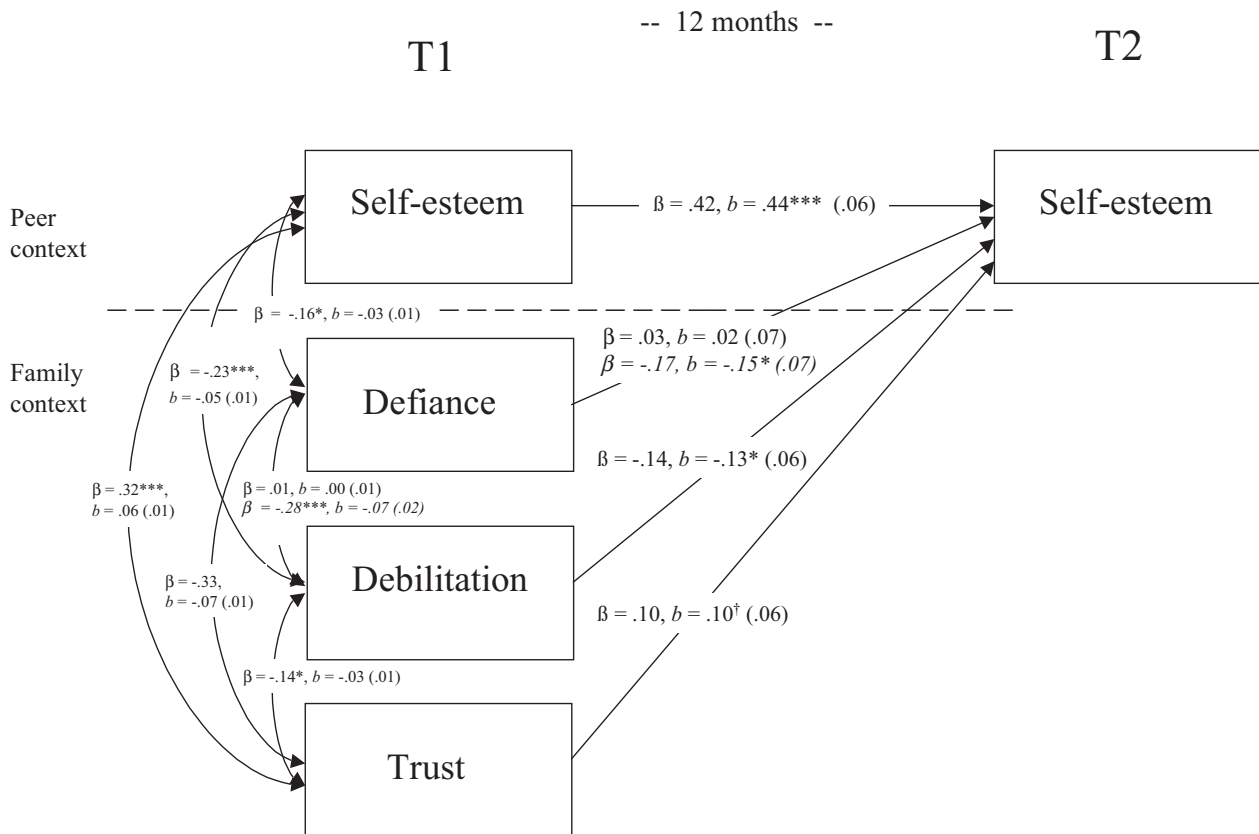 -- 12 months --
T1
T2
Self-esteem
ß = .42, b = .44*** (.06)
Self-esteem
Peer
context
β = -.16*, b = -.03 (.01)
Family
context
β = -.23***,
b = -.05 (.01)
Defiance
β = .03, b = .02 (.07)
β = -.17, b = -.15* (.07)
ß = -.14, b = -.13* (.06)
β = .32***,
b = .06 (.01)
β = .01, b = .00 (.01)
β = -.28***, b = -.07 (.02)
Debilitation
β = -.33,
b = -.07 (.01)
ß = .10, b = .10† (.06)
β = -.14*, b = -.03 (.01)
Trust